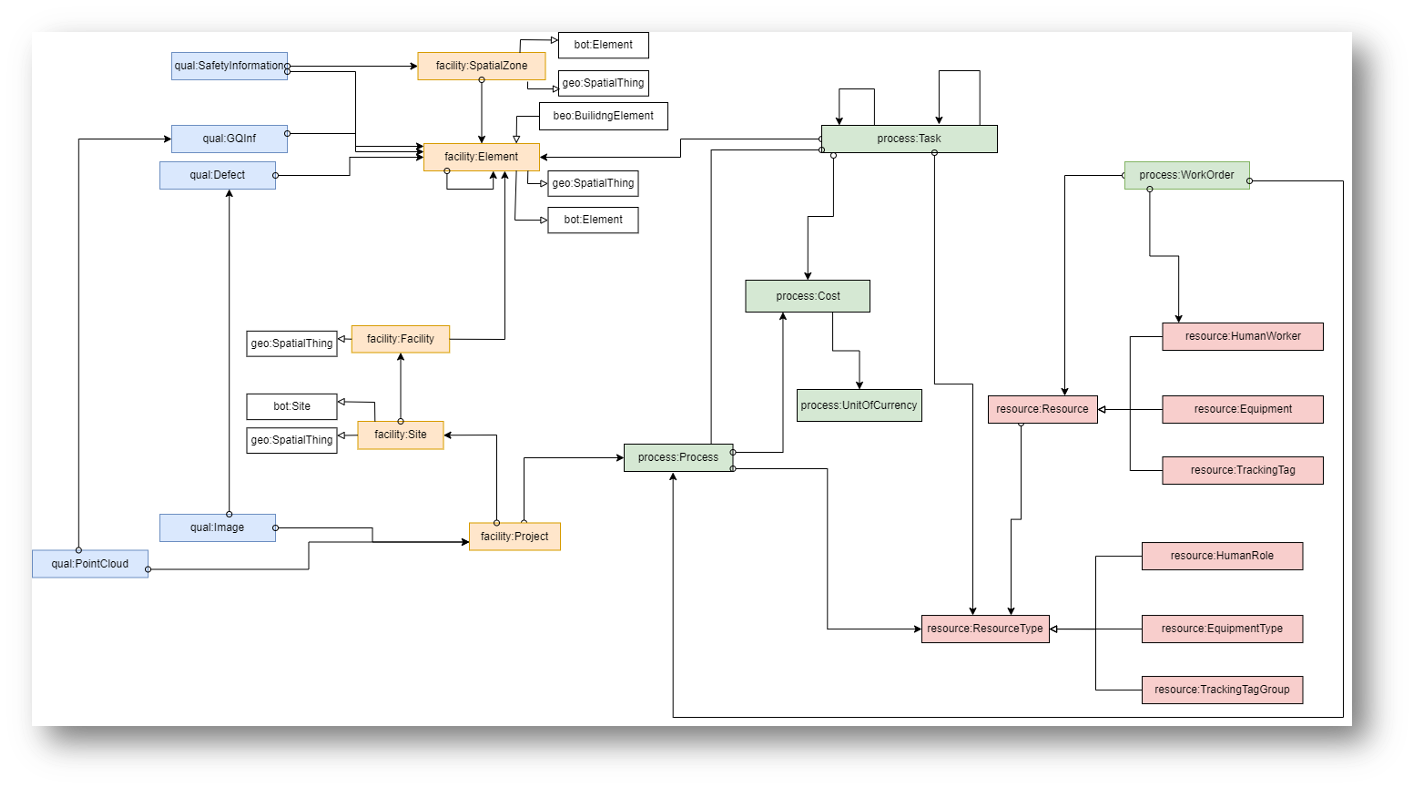 bot:Element
qual:SafetyInformation
facility:SpatialZone
geo:SpatialThing
beo:BuilidngElement
qual:GQInf
process:Task
facility:Element
qual:Defect
geo:SpatialThing
process:WorkOrder
bot:Element
process:Cost
geo:SpatialThing
facility:Facility
resource:HumanWorker
bot:Site
process:UnitOfCurrency
resource:Resource
resource:Equipment
geo:SpatialThing
facility:Site
process:Process
resource:TrackingTag
qual:Image
facility:Project
qual:PointCloud
resource:HumanRole
resource:ResourceType
resource:EquipmentType
resource:TrackingTagGroup